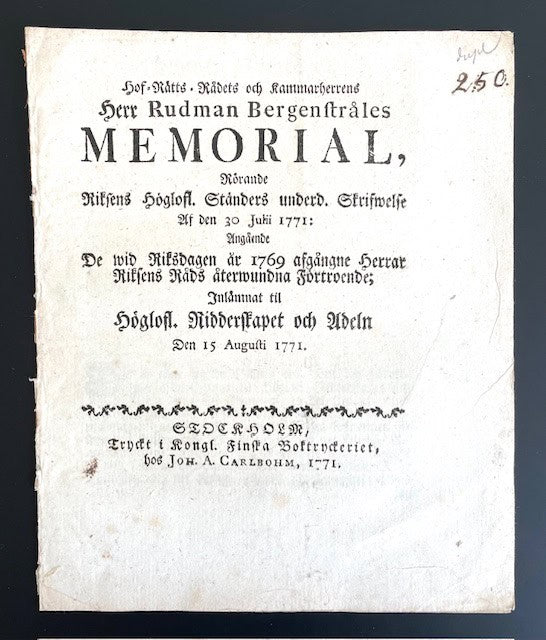 dupl
250.
Hof-Rätts-Rådets och Kammarherrens
Herr Rudman Bergenstråles
MEMORIAL,
Rörande
Riksens Höglofl. Ständers underd. Skrifwelse
Af den 30 Julii 1771:
Angående
De wid Riksdagen år 1769 afgångne Herrar
Riksens Råds återwundna Förtroende;
Inlämnat til
Höglofl. Ridderskapet och Adeln
Den 15 Augusti 1771.
STOCKHOLM,
Tryckt i Kongl. Finska Boktryckeriet,
hos JOH. A. CARLBOHM, 1771.